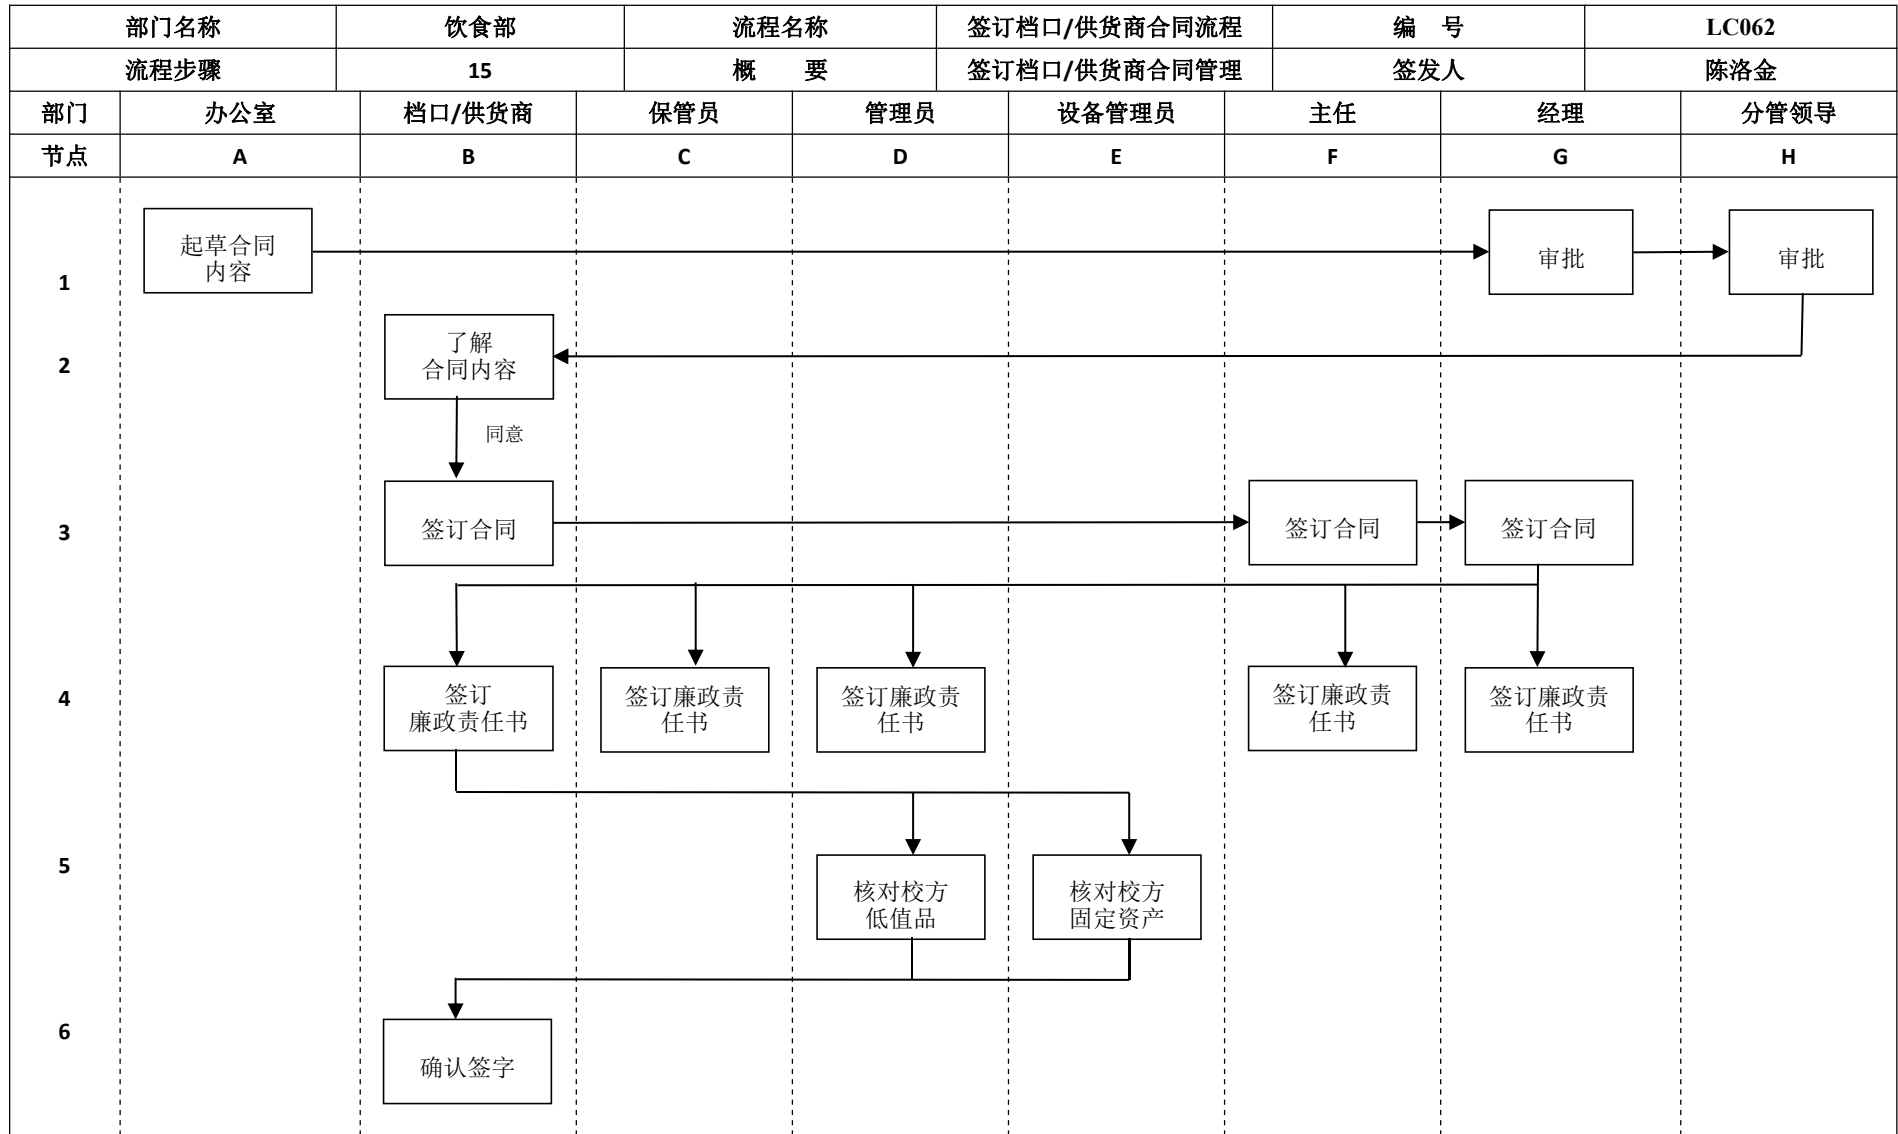 部门名称 饮食部 流程名称 签订档口/供货商合同流程 编 号 LC062
流程步骤 15 概 要 签订档口/供货商合同管理 签发人 陈洛金
部门 办公室 档口/供货商 保管员 管理员 设备管理员 主任 经理 分管领导
节点 A B C D E F G H
1
起草合同
内容
审批
审批
2
了解
合同内容
同意
3
签订合同
签订合同
签订合同
4
签订
廉政责任书
签订廉政责
任书
签订廉政责
任书
签订廉政责
任书
签订廉政责
任书
5
核对校方
低值品
核对校方
固定资产
6
确认签字